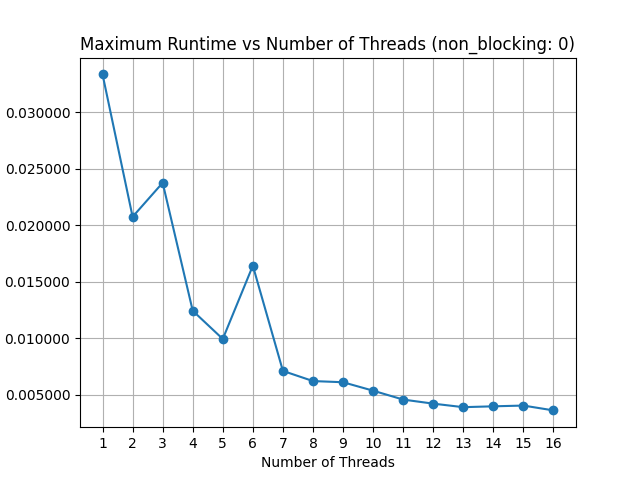 Maximum Runtime vs Number of Threads (non_blocking: 0)
0.030000
0.025000
0.020000
0.015000
0.010000
0.005000
1 2 3 4 5 6 7 8 9 10 11 12 13 14 15 16
Number of Threads